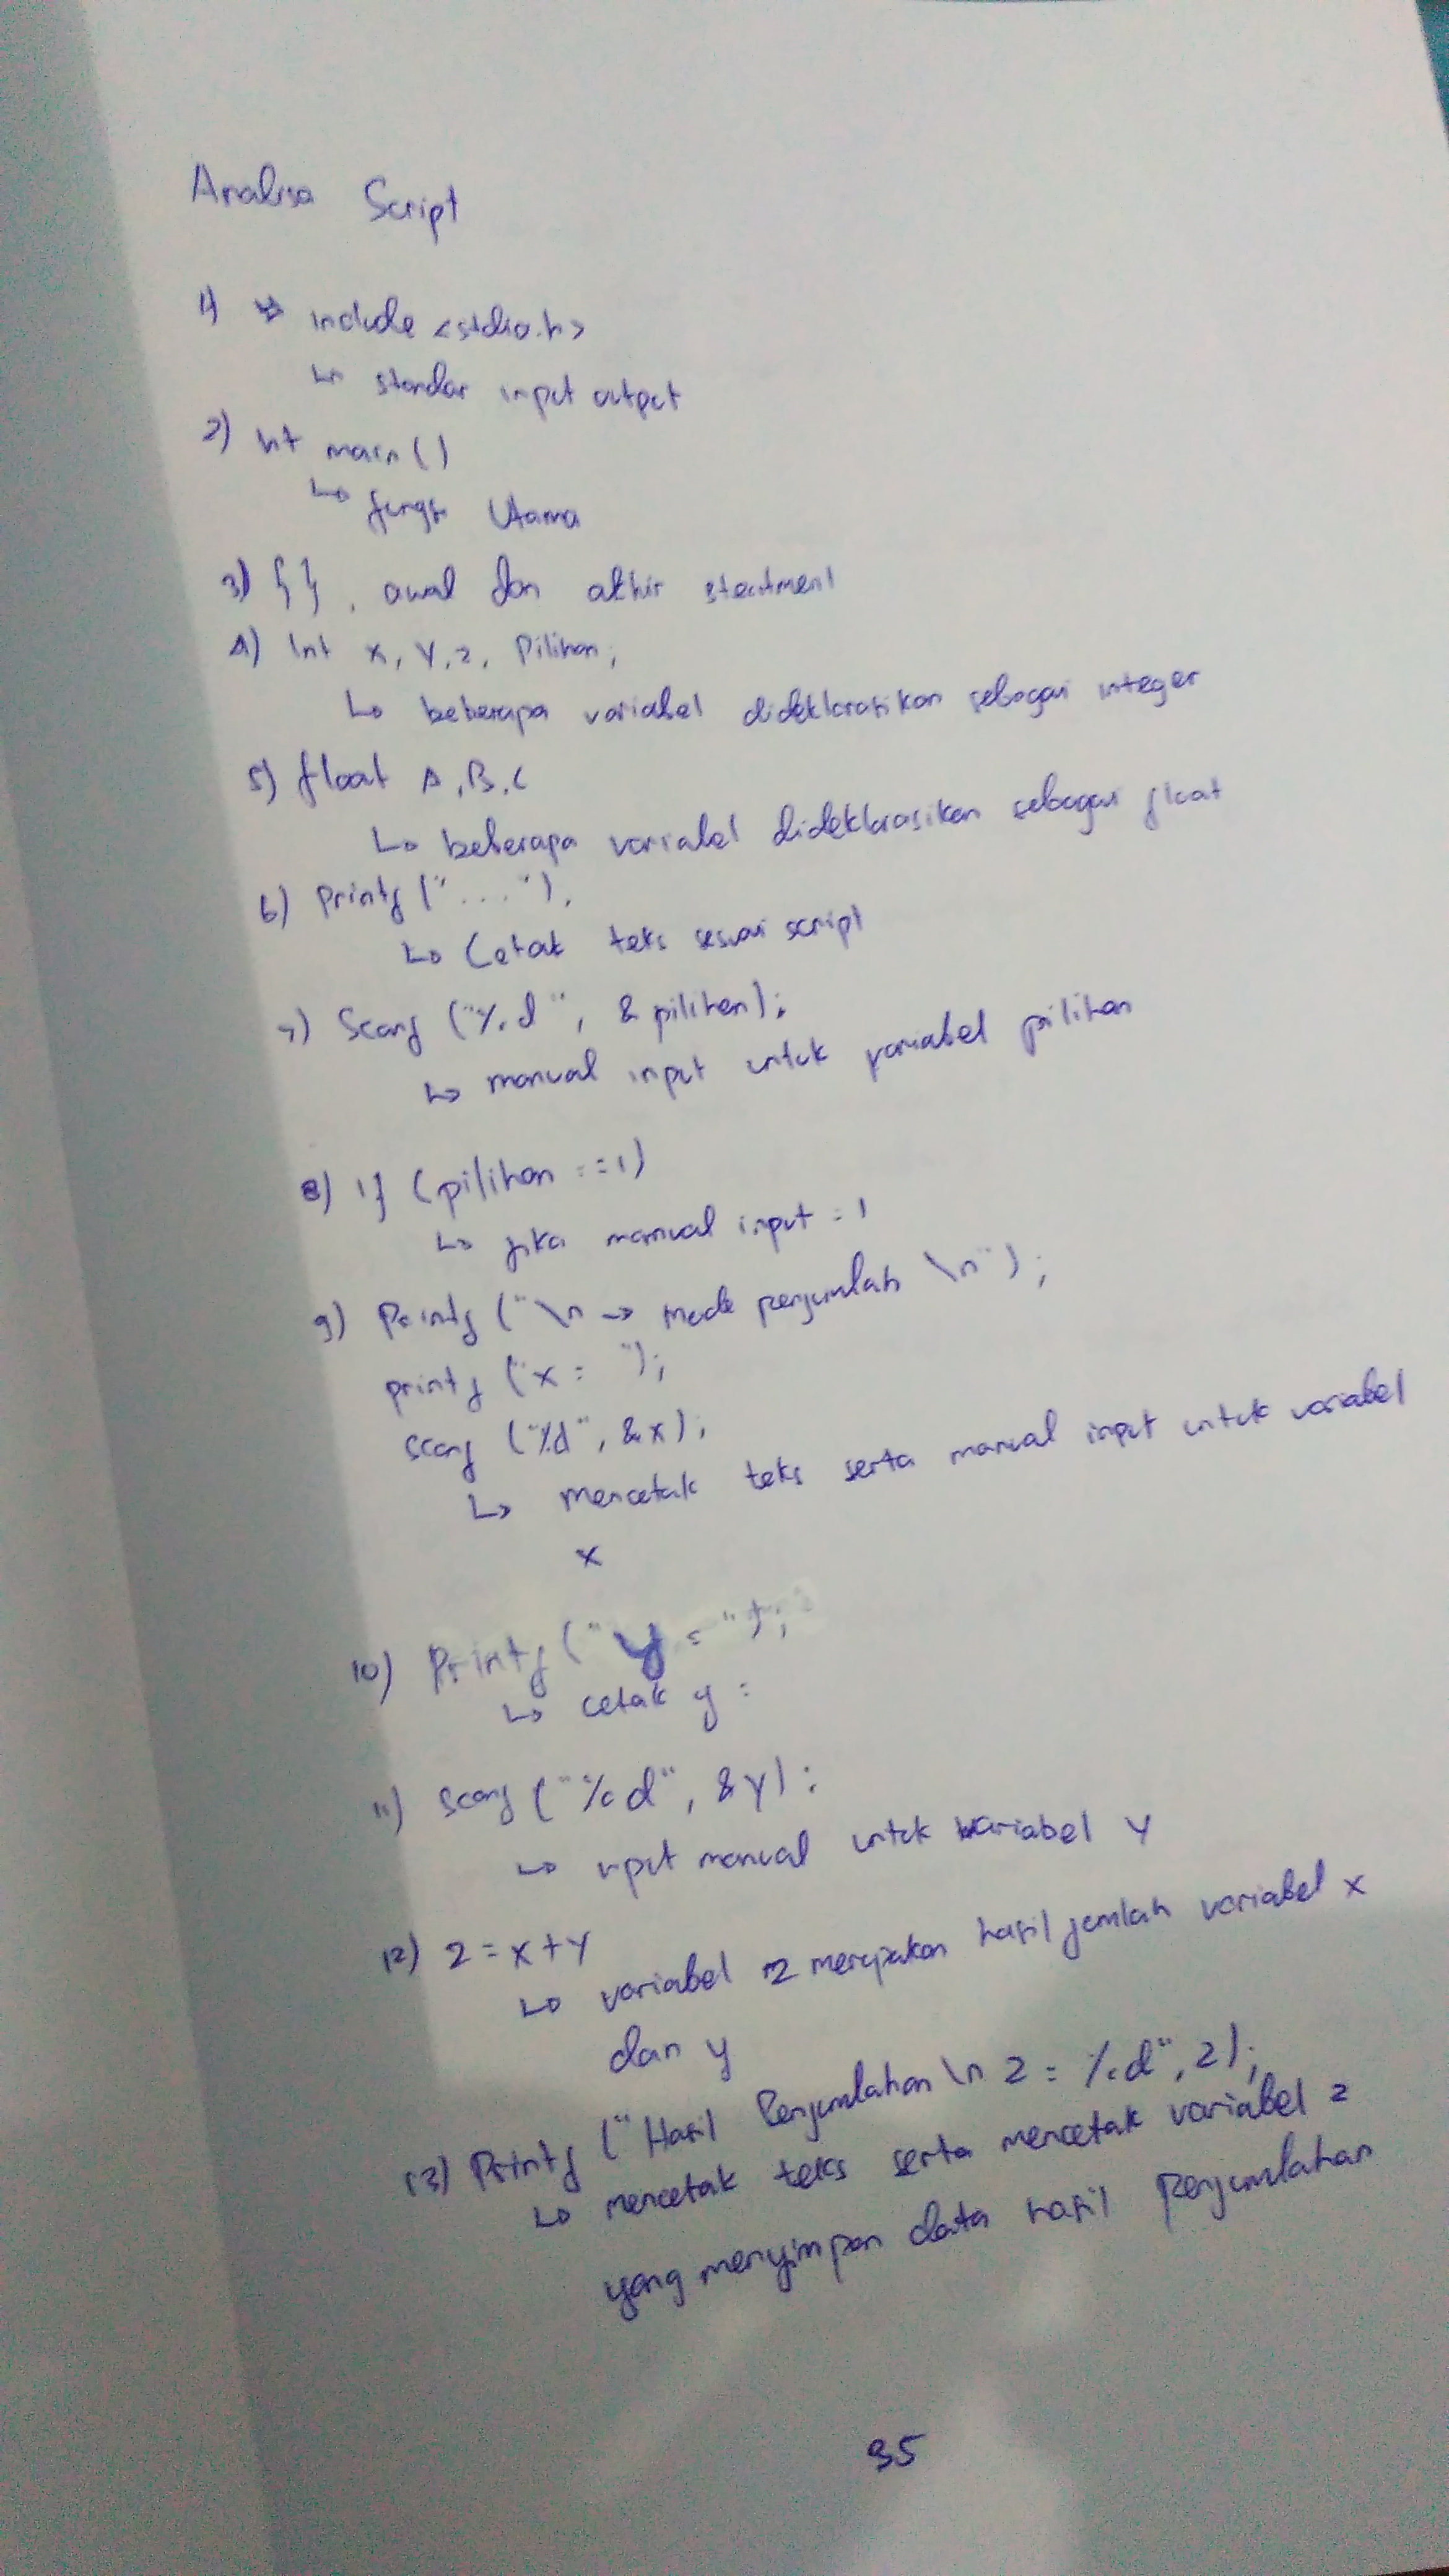 Analisa Script
1) # include <stdio.h>
↳ standar input output
2) Int main ()
↳ fungsi Utama
3) { } , awal dan akhir steatment
4) Int x, y, z, Pilihan;
↳ beberapa variabel dideklarasikan sebagai integer
5) float A, B, C
↳ beberapa variabel dideklarasikan sebagai float
6) Printf ("...");
↳ Cetak teks sesuai script
7) Scanf ("%d", & pilihan);
↳ manual input untuk variabel pilihan
8) if (pilihan == 1)
↳ jika manual input = 1
9) Printf ("\n → mode penjumlah \n");
printf ("x = ");
scanf ("%d", &x);
↳ mencetak teks serta manual input untuk variabel
x
10) Printf ("y = ");
↳ cetak y =
11) Scanf ("%d", &y);
↳ input manual untuk variabel y
12) z = x + y
↳ variabel z merupakan hasil jumlah variabel x
dan y
13) Printf ("Hasil Penjumlahan \n z = %d", z);
↳ mencetak teks serta mencetak variabel z
yang menyimpan data hasil penjumlahan
35